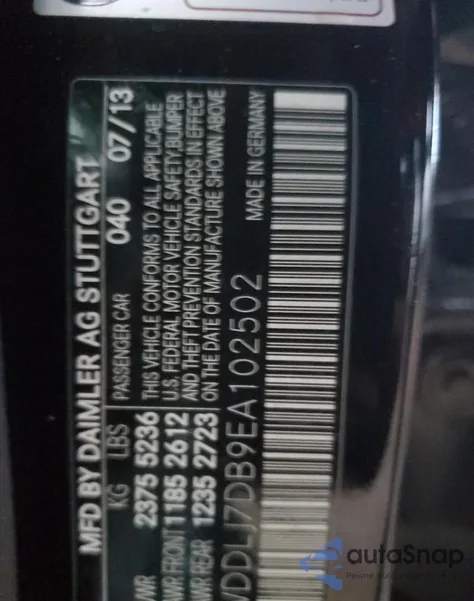 MFD BY DAIMLER AG STUTTGART
KG LBS PASSENGER CAR 040 07/13
2375 5236 THIS VEHICLE CONFORMS TO ALL APPLICABLE
FRONT 1185 2612 U.S. FEDERAL MOTOR VEHICLE SAFETY, BUMPER
REAR 1235 2723 AND THEFT PREVENTION STANDARDS IN EFFECT
ON THE DATE OF MANUFACTURE SHOWN ABOVE
DDLJ7DB9EA102502 MADE IN GERMANY
autoSnap